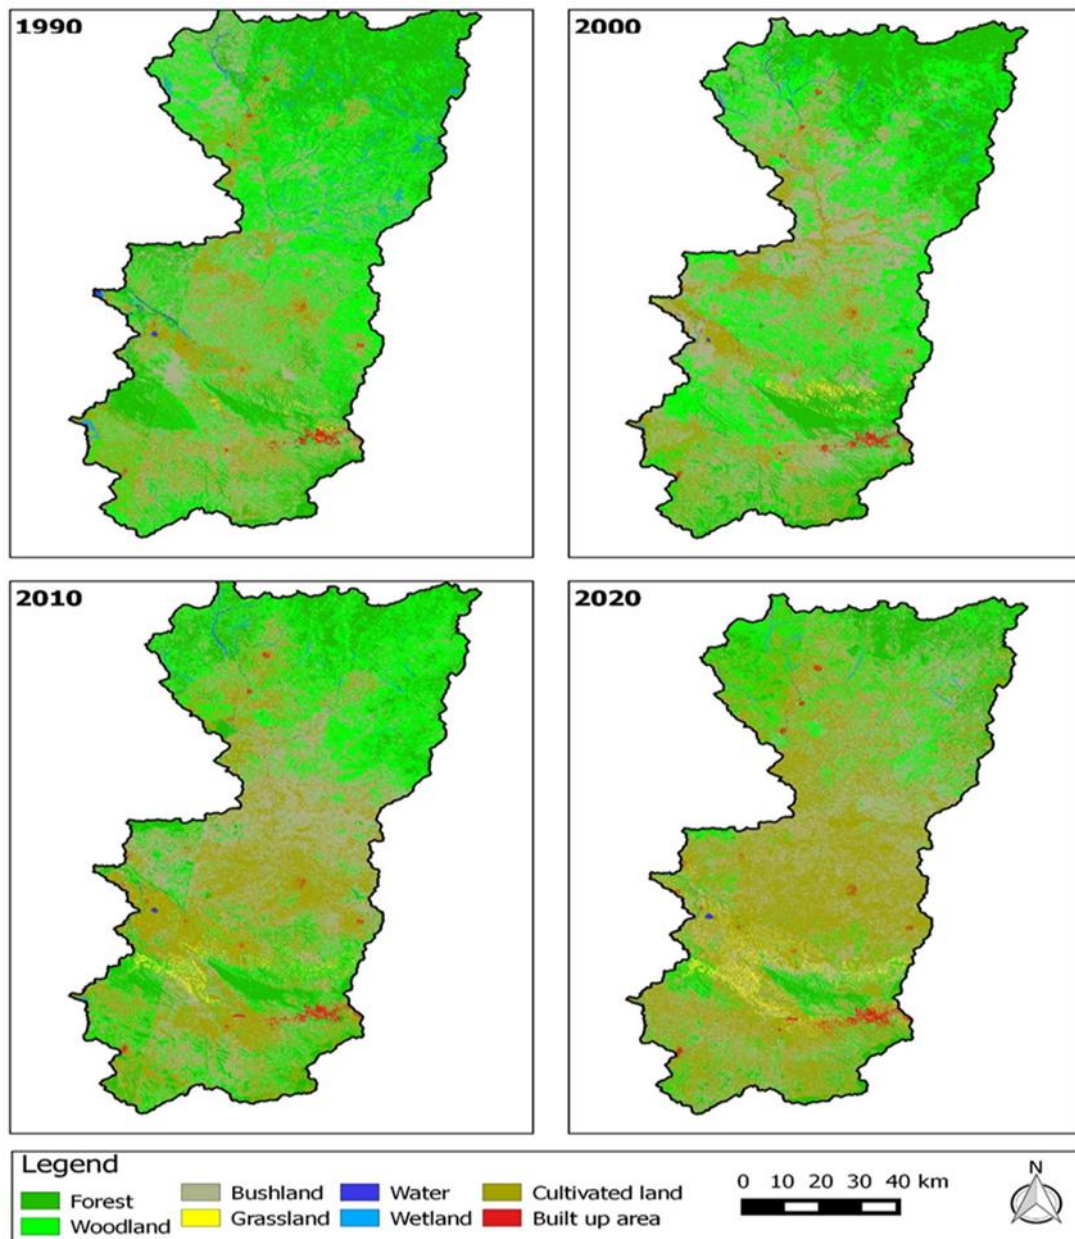 1990
2000
2010
2020
Legend
Forest
Woodland
Bushland
Grassland
Water
Wetland
Cultivated land
Built up area
0 10 20 30 40 km
N